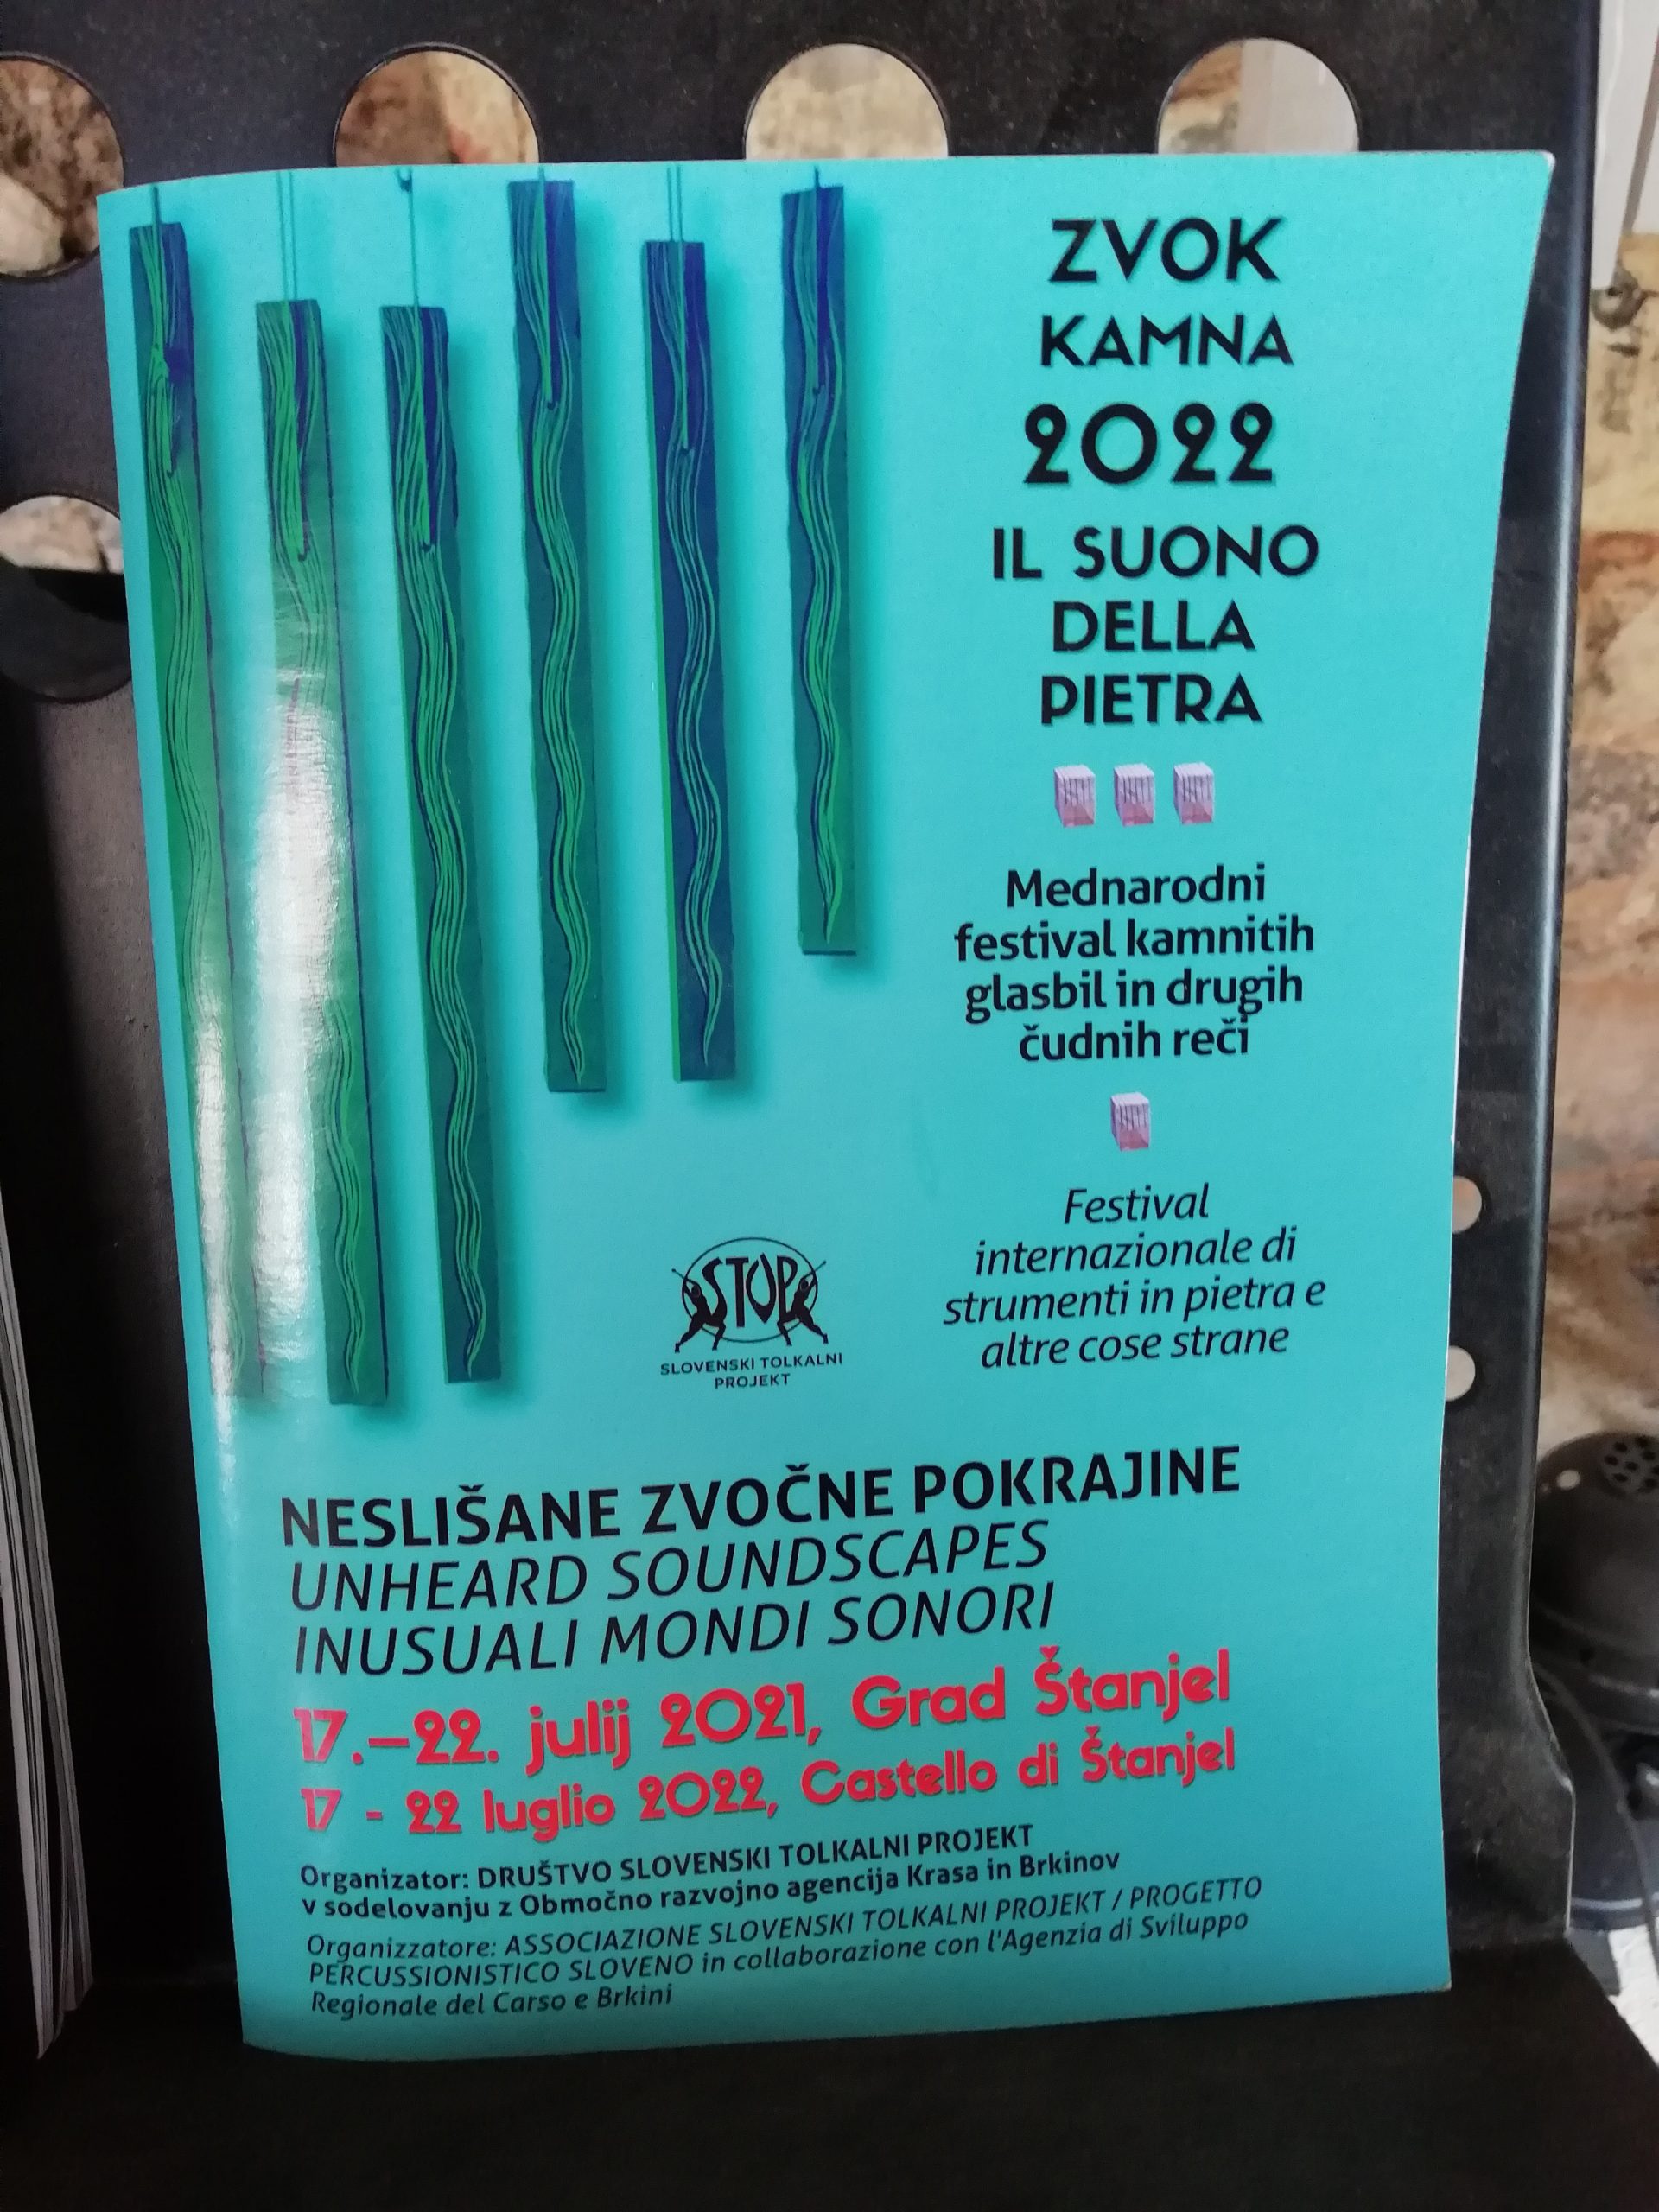 ZVOK
KAMNA
2022
IL SUONO
DELLA
PIETRA
Mednarodni
festival kamnitih
glasbil in drugih
čudnih reči
Festival
internazionale di
strumenti in pietra e
altre cose strane
STOP
SLOVENSKI TOLKALNI
PROJEKT
NESLIŠANE ZVOČNE POKRAJINE
UNHEARD SOUNDSCAPES
INUSUALI MONDI SONORI
17.–22. julij 2021, Grad Štanjel
17 - 22 luglio 2022, Castello di Štanjel
Organizator: DRUŠTVO SLOVENSKI TOLKALNI PROJEKT
v sodelovanju z Območno razvojno agencija Krasa in Brkinov
Organizzatore: ASSOCIAZIONE SLOVENSKI TOLKALNI PROJEKT / PROGETTO
PERCUSSIONISTICO SLOVENO in collaborazione con l'Agenzia di Sviluppo
Regionale del Carso e Brkini